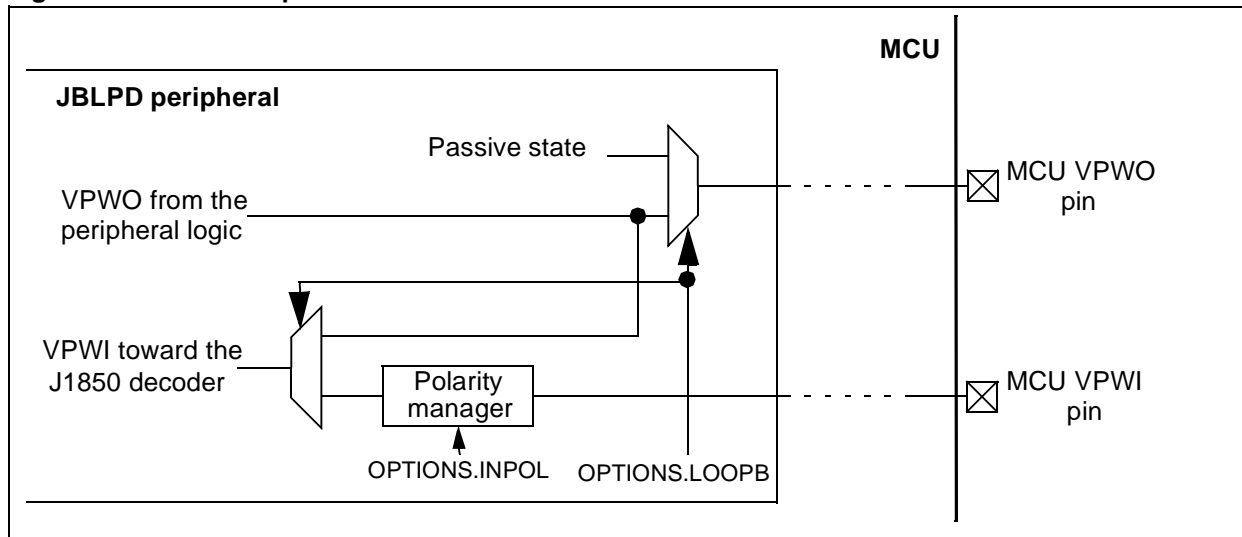 MCU
JBLPD peripheral
Passive state
VPWO from the
peripheral logic
MCU VPWO
pin
VPWI toward the
J1850 decoder
Polarity
manager
MCU VPWI
pin
OPTIONS.INPOL
OPTIONS.LOOPB